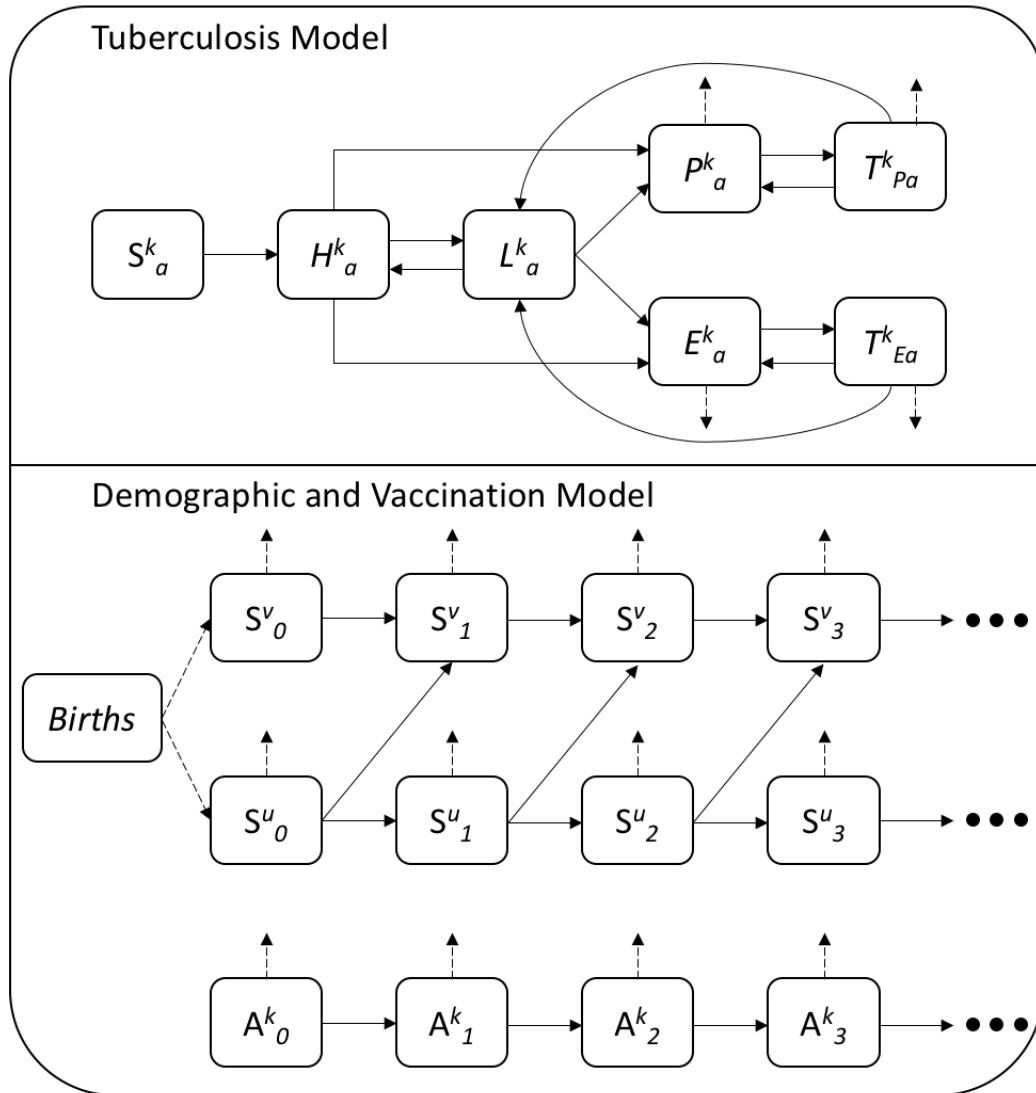 Tuberculosis Model
P^k_a
T^k_Pa
S^k_a
H^k_a
L^k_a
E^k_a
T^k_Ea
Demographic and Vaccination Model
S^v_0 S^v_1 S^v_2 S^v_3 •••
Births
S^u_0 S^u_1 S^u_2 S^u_3 •••
A^k_0 A^k_1 A^k_2 A^k_3 •••